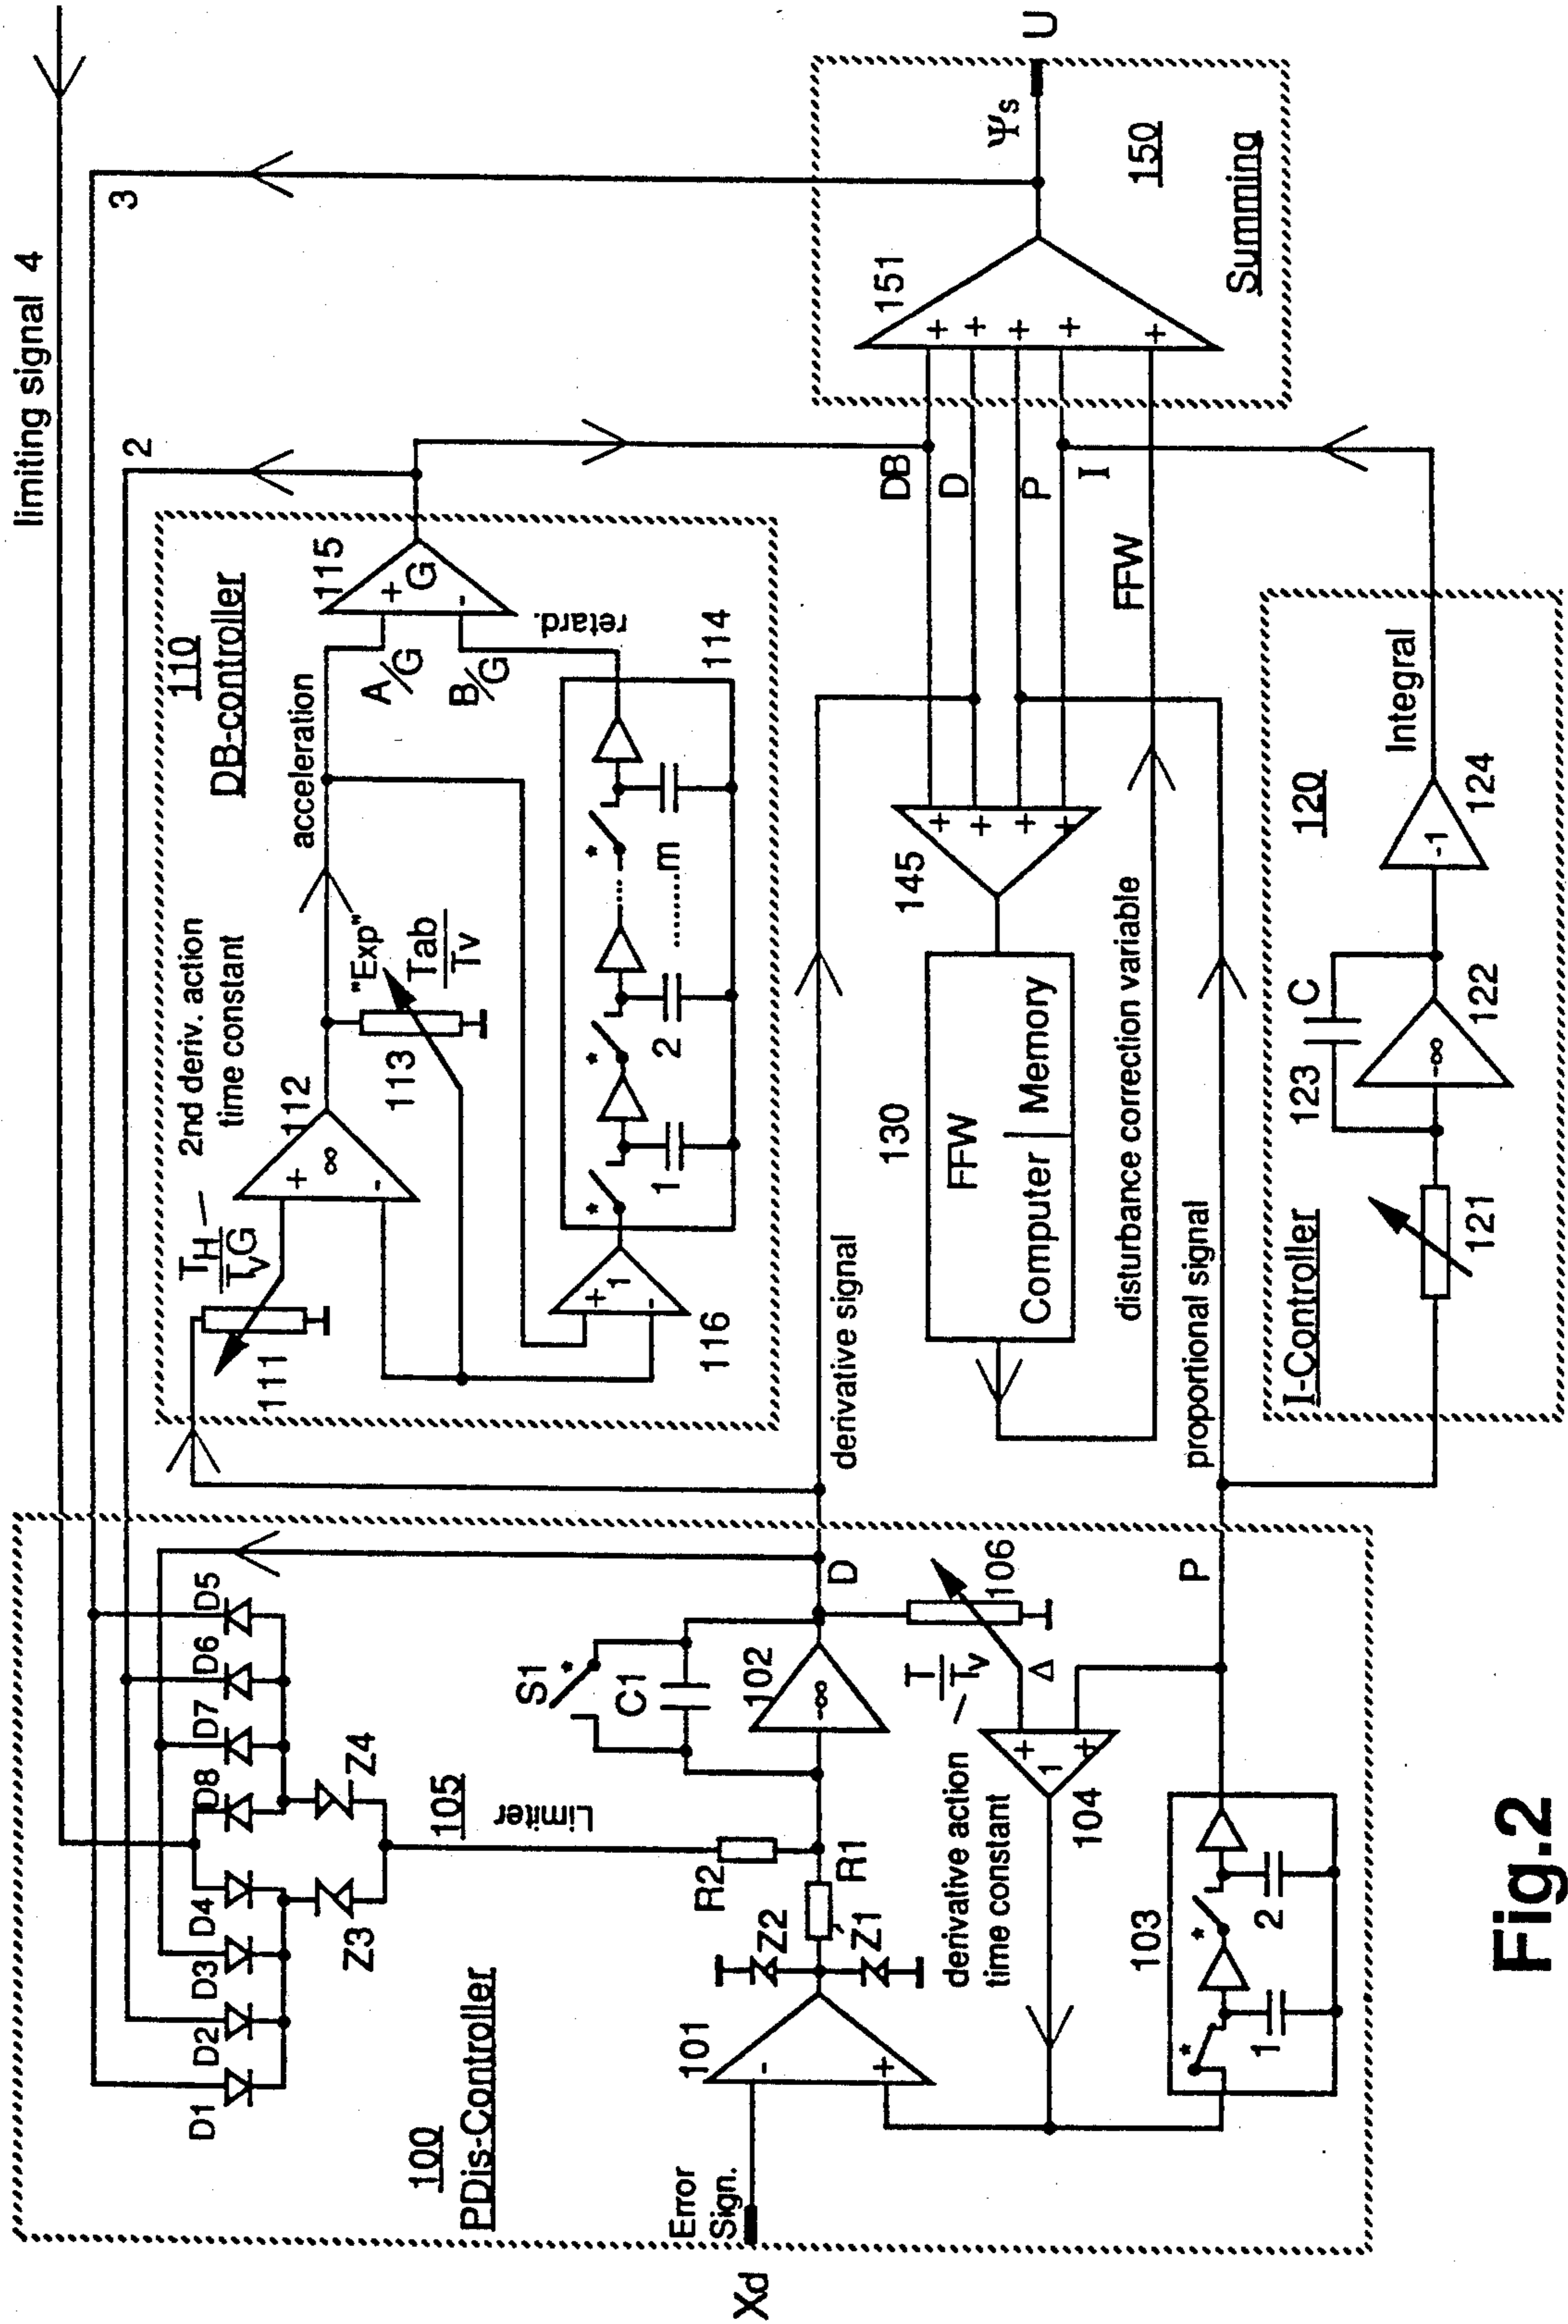 limiting signal 4
3
2
100
PDis-Controller
D1
D2
D3
D4
D8
D7
D6
D5
Z3
Z4
105
Limiter
R2
R1
Z2
Z1
S1
*
C1
102
-∞
D
101
-
+
Error
Sign.
Xd
derivative action
time constant
T
Tv
Δ
106
104
1
+
+
103
*
1
*
2
P
110
DB-controller
111
TH
TvG
2nd deriv. action
time constant
112
+
∞
-
113
"Exp"
Tab
Tv
acceleration
A/G
B/G
115
+
G
-
retard.
116
+
1
-
*
1
*
2
........m
*
114
derivative signal
130
FFW
Computer
Memory
145
+
+
+
+
disturbance correction variable
proportional signal
DB
D
P
I
FFW
120
I-Controller
121
123
C
122
-∞
124
-1
Integral
151
+
+
+
+
+
150
Summing
Ψs
U
Fig.2